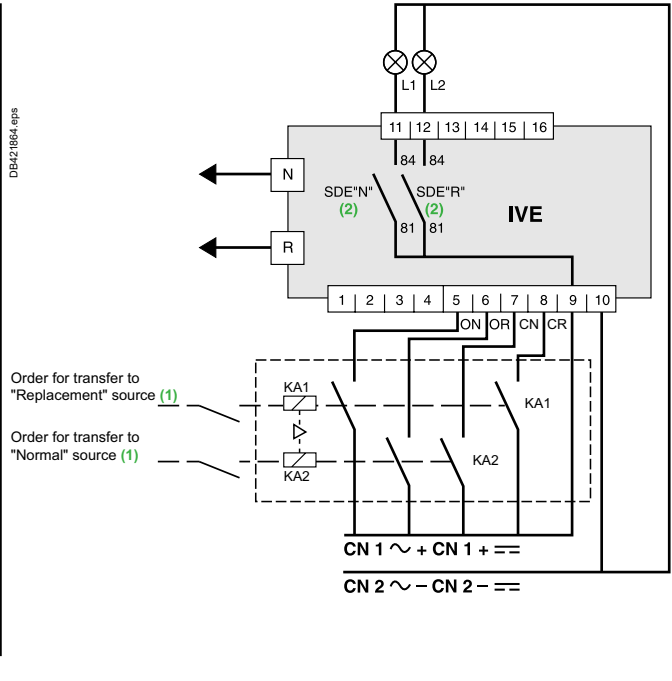 DB421864.eps
L1 L2
11 12 13 14 15 16
84 84
N
SDE"N" SDE"R"
(2) (2)
IVE
81 81
R
1 2 3 4 5 6 7 8 9 10
ON OR CN CR
Order for transfer to
"Replacement" source (1)
KA1
KA1
Order for transfer to
"Normal" source (1)
KA2
KA2
CN 1 ∼ + CN 1 + ⎓
CN 2 ∼ – CN 2 – ⎓